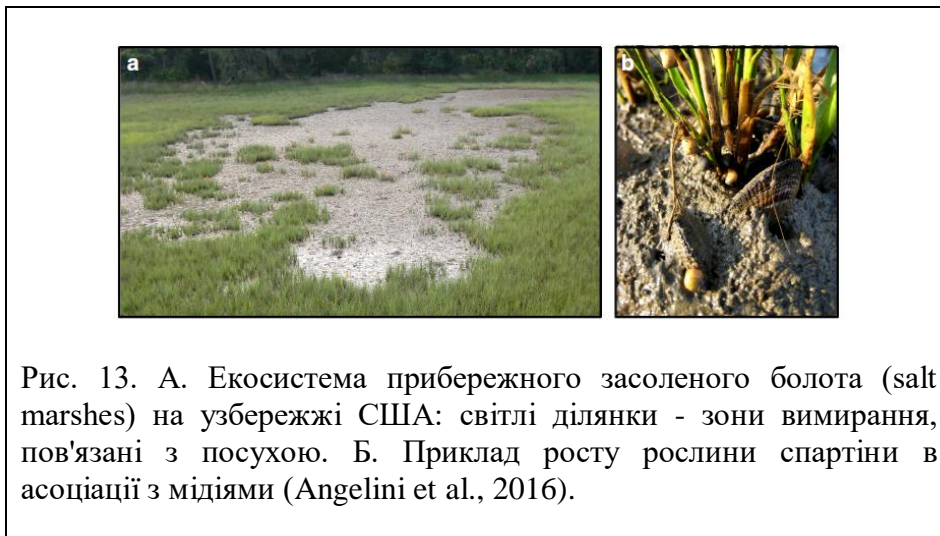 a b
Рис. 13. А. Екосистема прибережного засоленого болота (salt
marshes) на узбережжі США: світлі ділянки - зони вимирання,
пов'язані з посухою. Б. Приклад росту рослини спартіни в
асоціації з мідіями (Angelini et al., 2016).